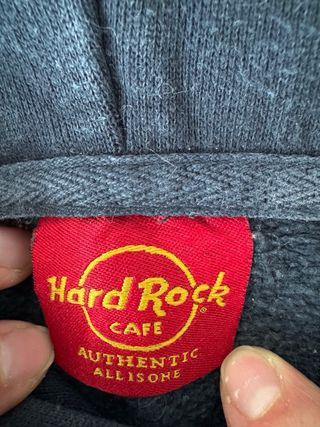 Hard Rock
CAFE
®
AUTHENTIC
ALL IS ONE